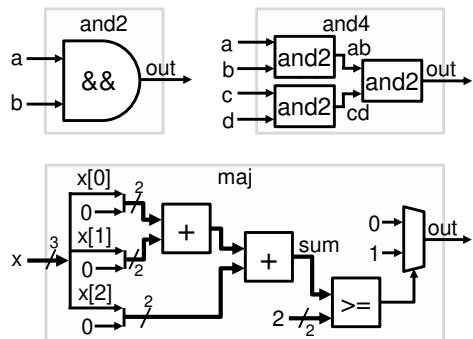 and2
a
b
&&
out
and4
a
b
c
d
and2
and2
ab
cd
and2
out
maj
x
3
x[0]
0
2
x[1]
0
2
x[2]
0
2
+
+
sum
2
2
>=
0
1
out